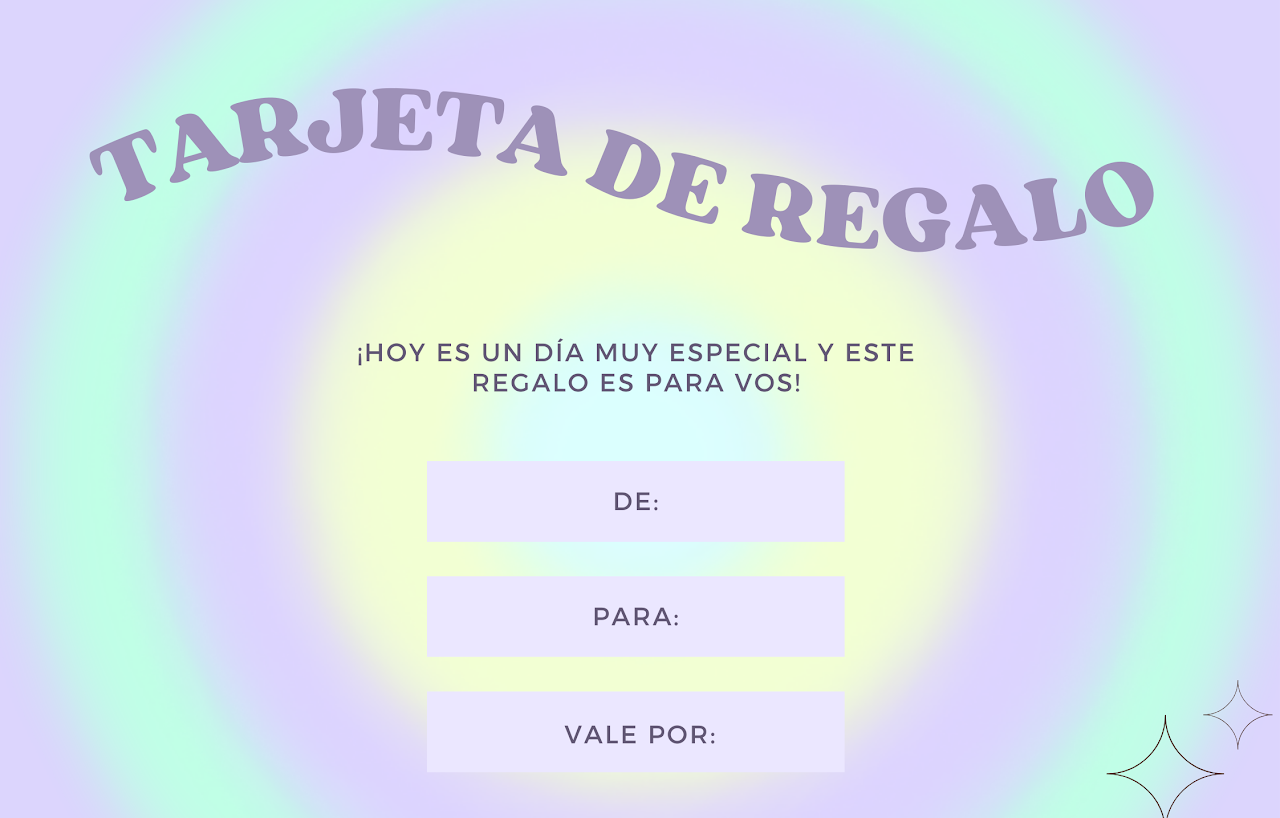 TARJETA DE REGALO
¡HOY ES UN DÍA MUY ESPECIAL Y ESTE
REGALO ES PARA VOS!
DE:
PARA:
VALE POR: